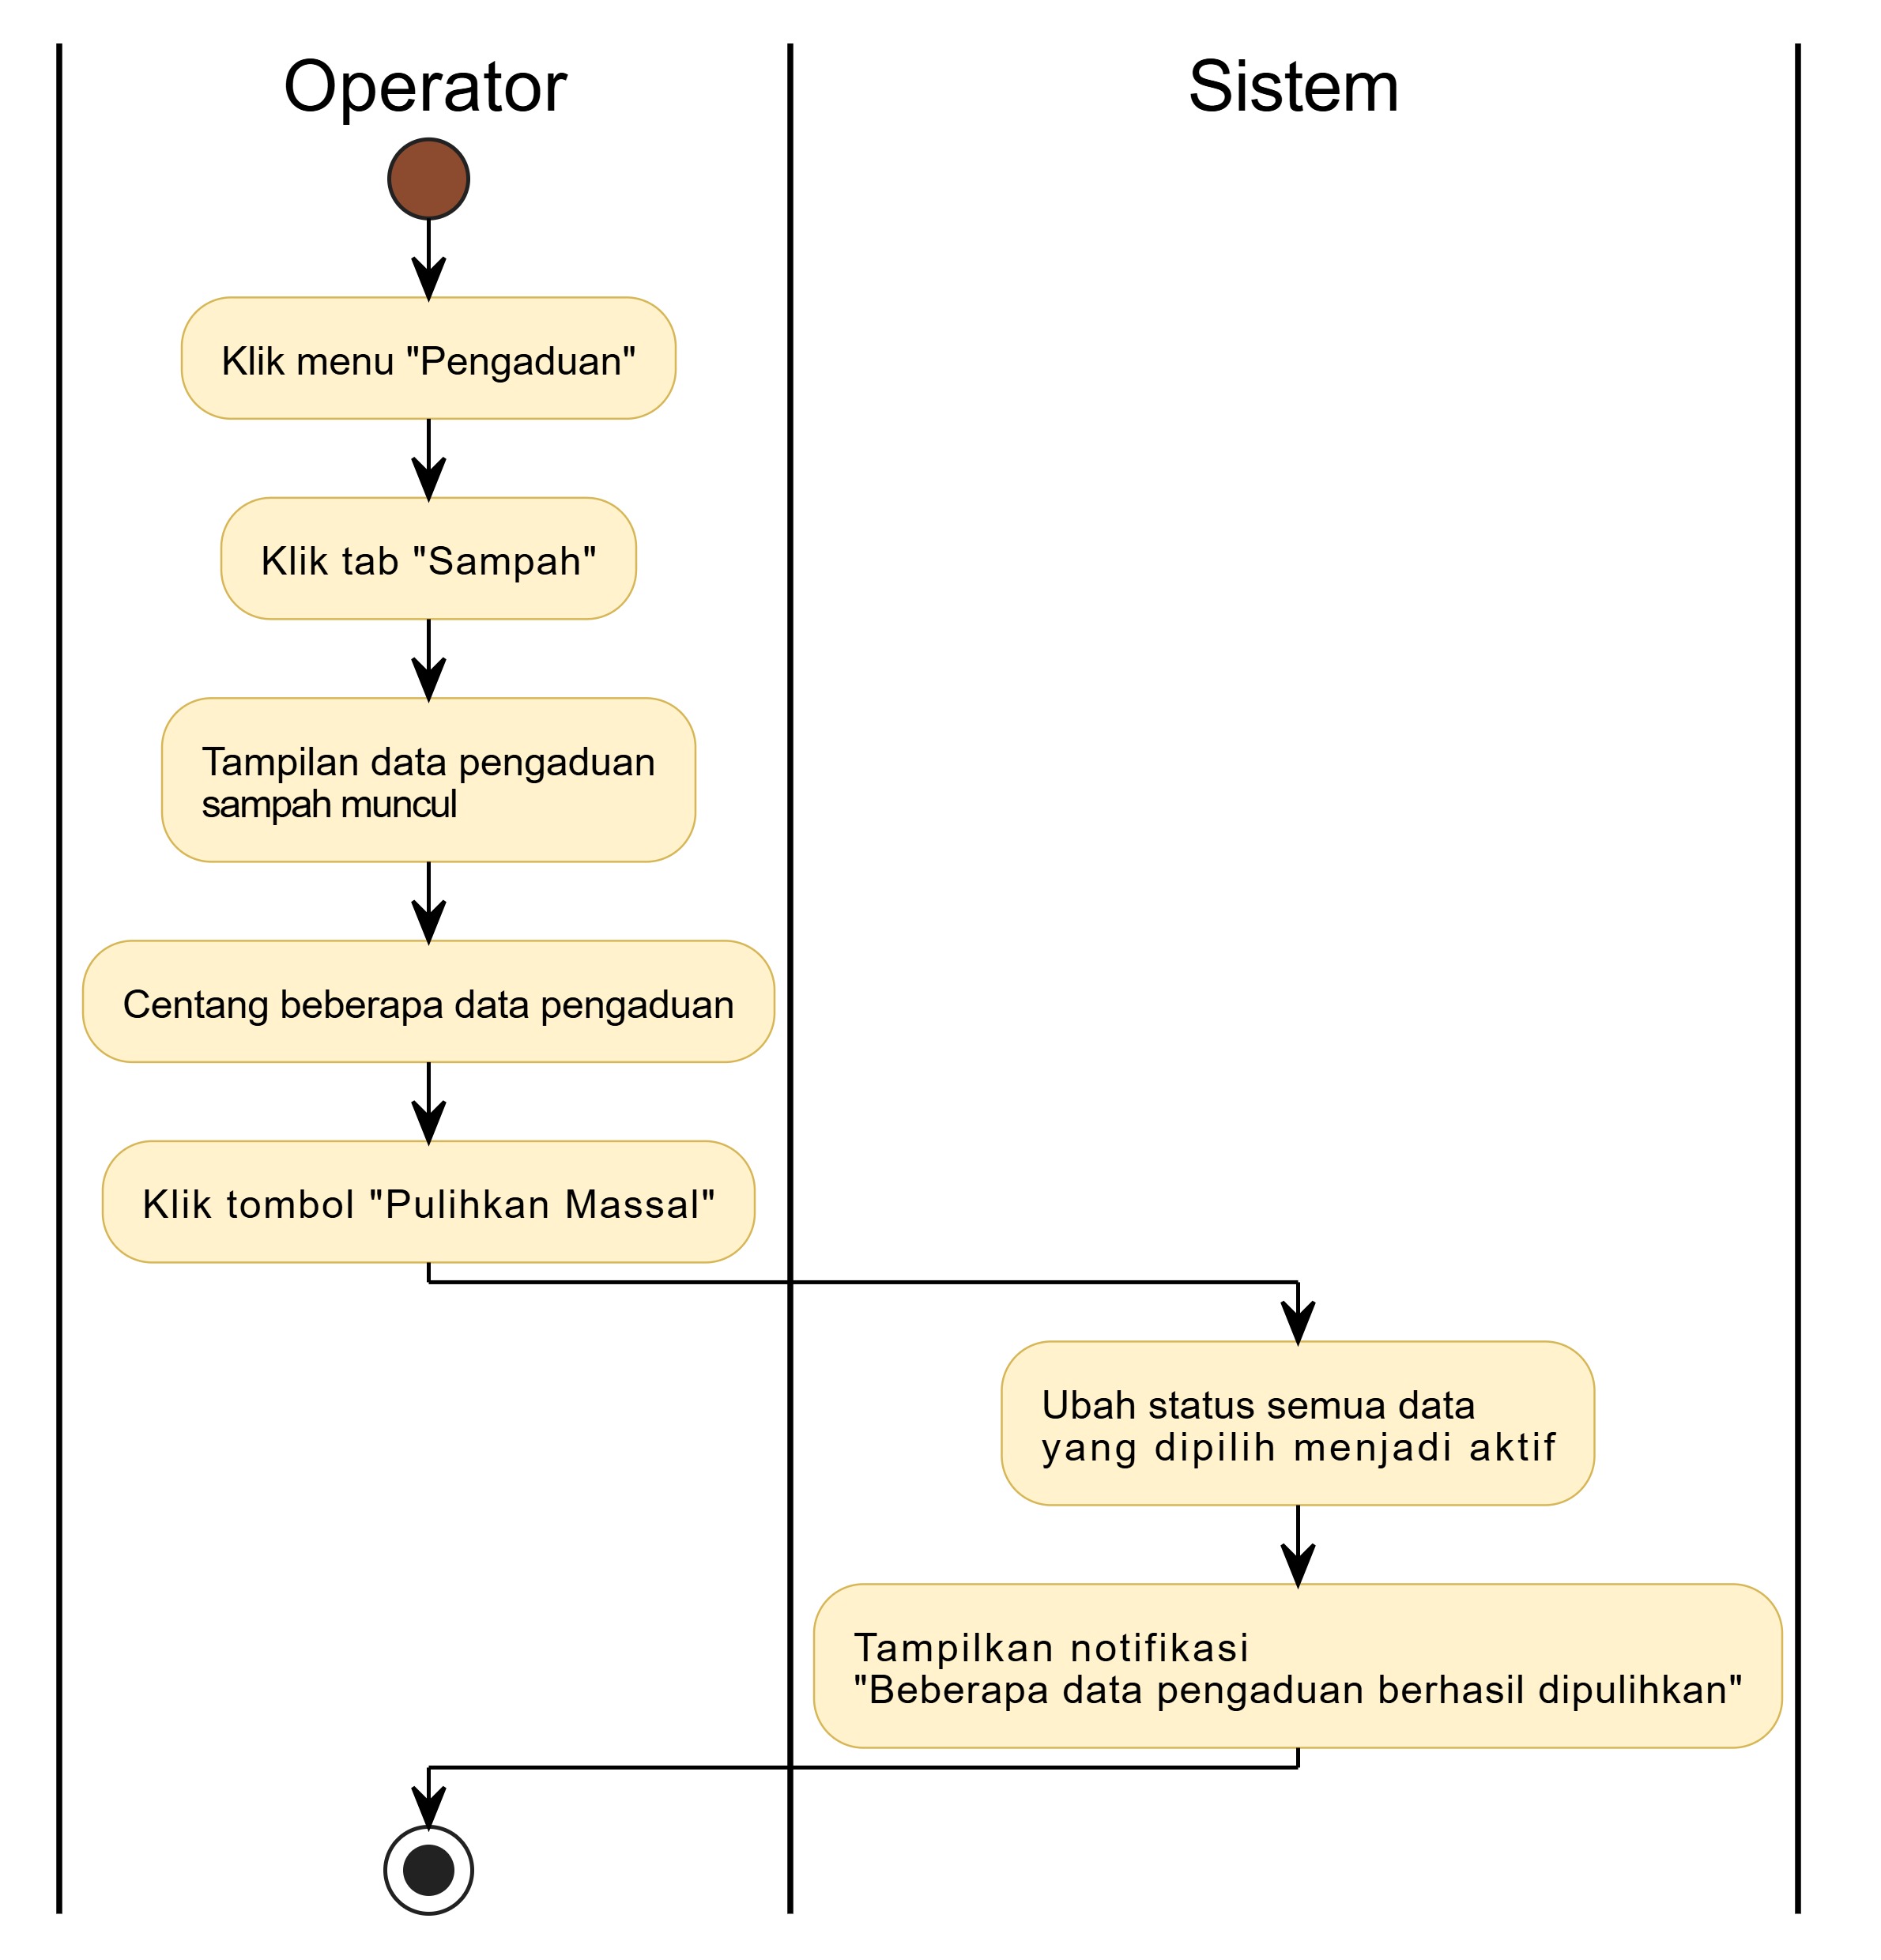 Operator
Sistem
Klik menu "Pengaduan"
Klik tab "Sampah"
Tampilan data pengaduan
sampah muncul
Centang beberapa data pengaduan
Klik tombol "Pulihkan Massal"
Ubah status semua data
yang dipilih menjadi aktif
Tampilkan notifikasi
"Beberapa data pengaduan berhasil dipulihkan"